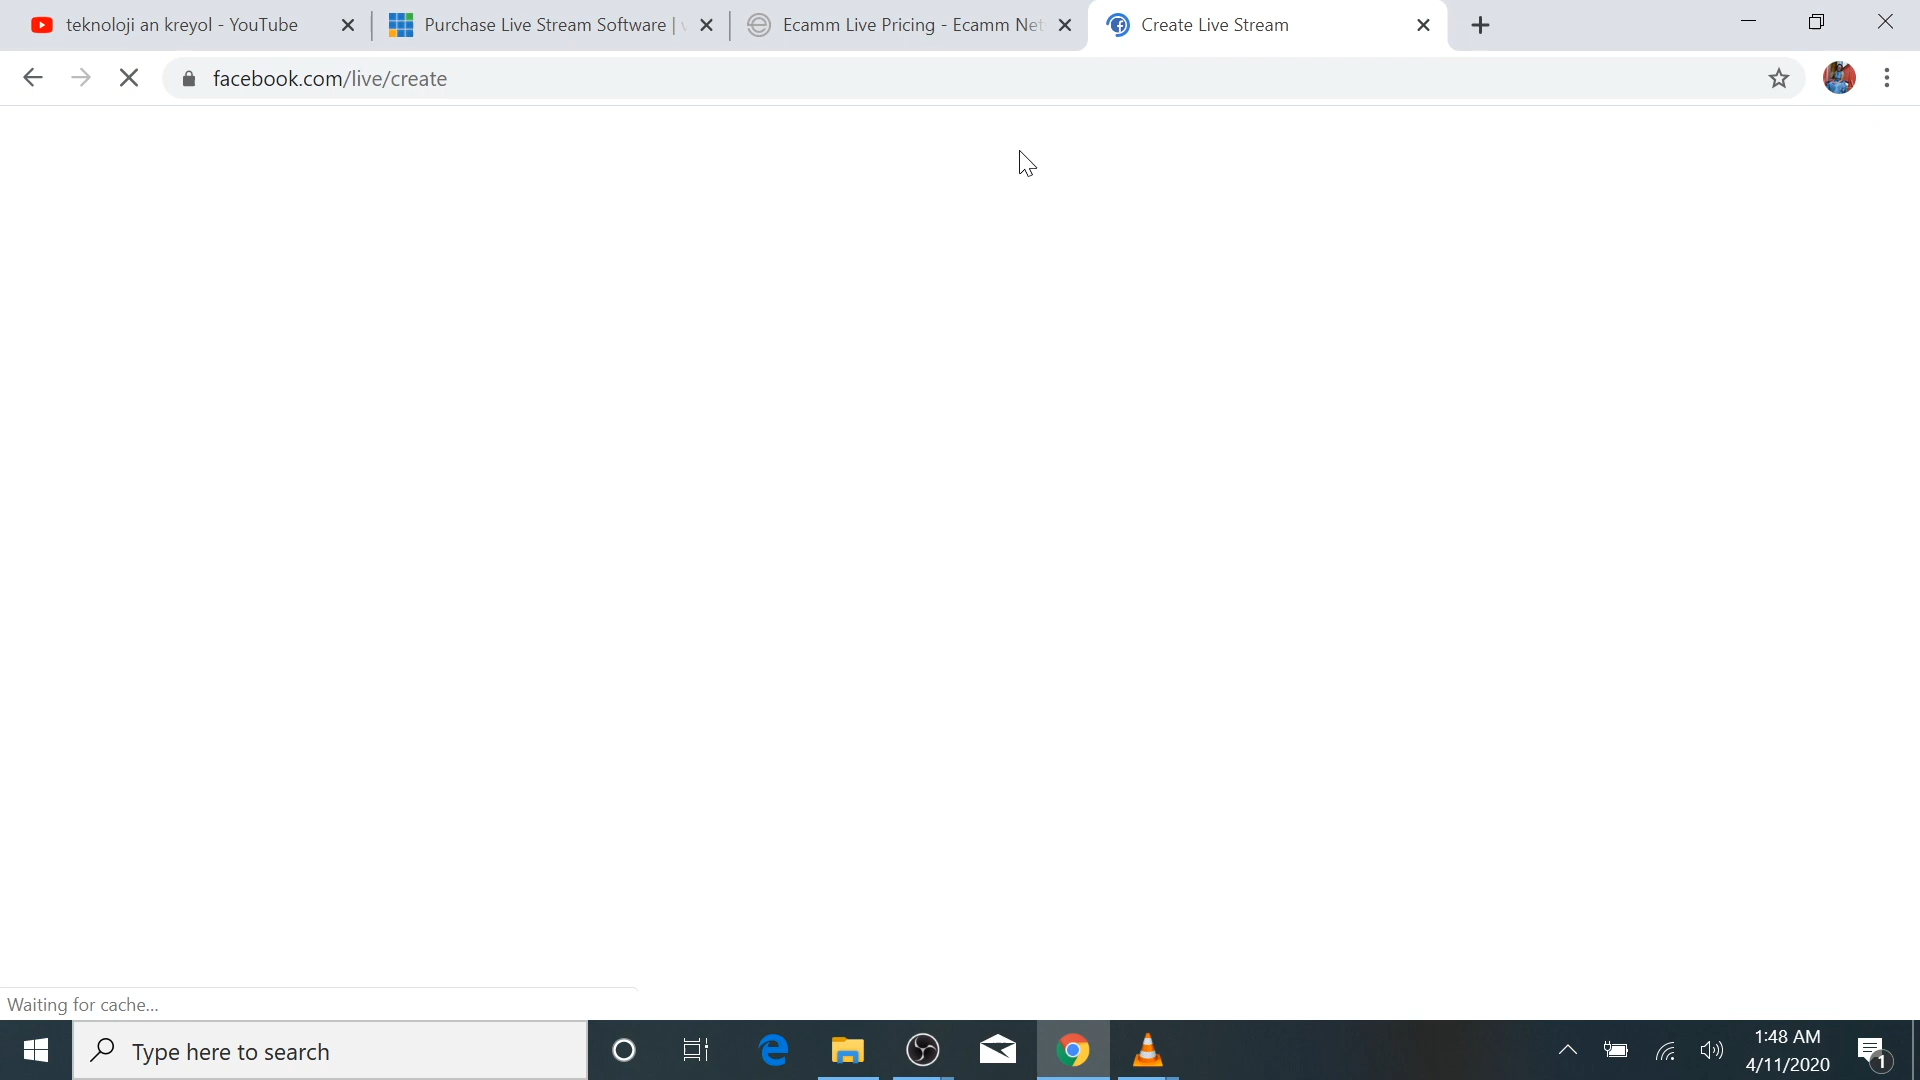 teknoloji an kreyol - YouTube
Purchase Live Stream Software |
Ecamm Live Pricing - Ecamm Net
Create Live Stream
facebook.com/live/create
Waiting for cache...
Type here to search
1:48 AM
4/11/2020
1